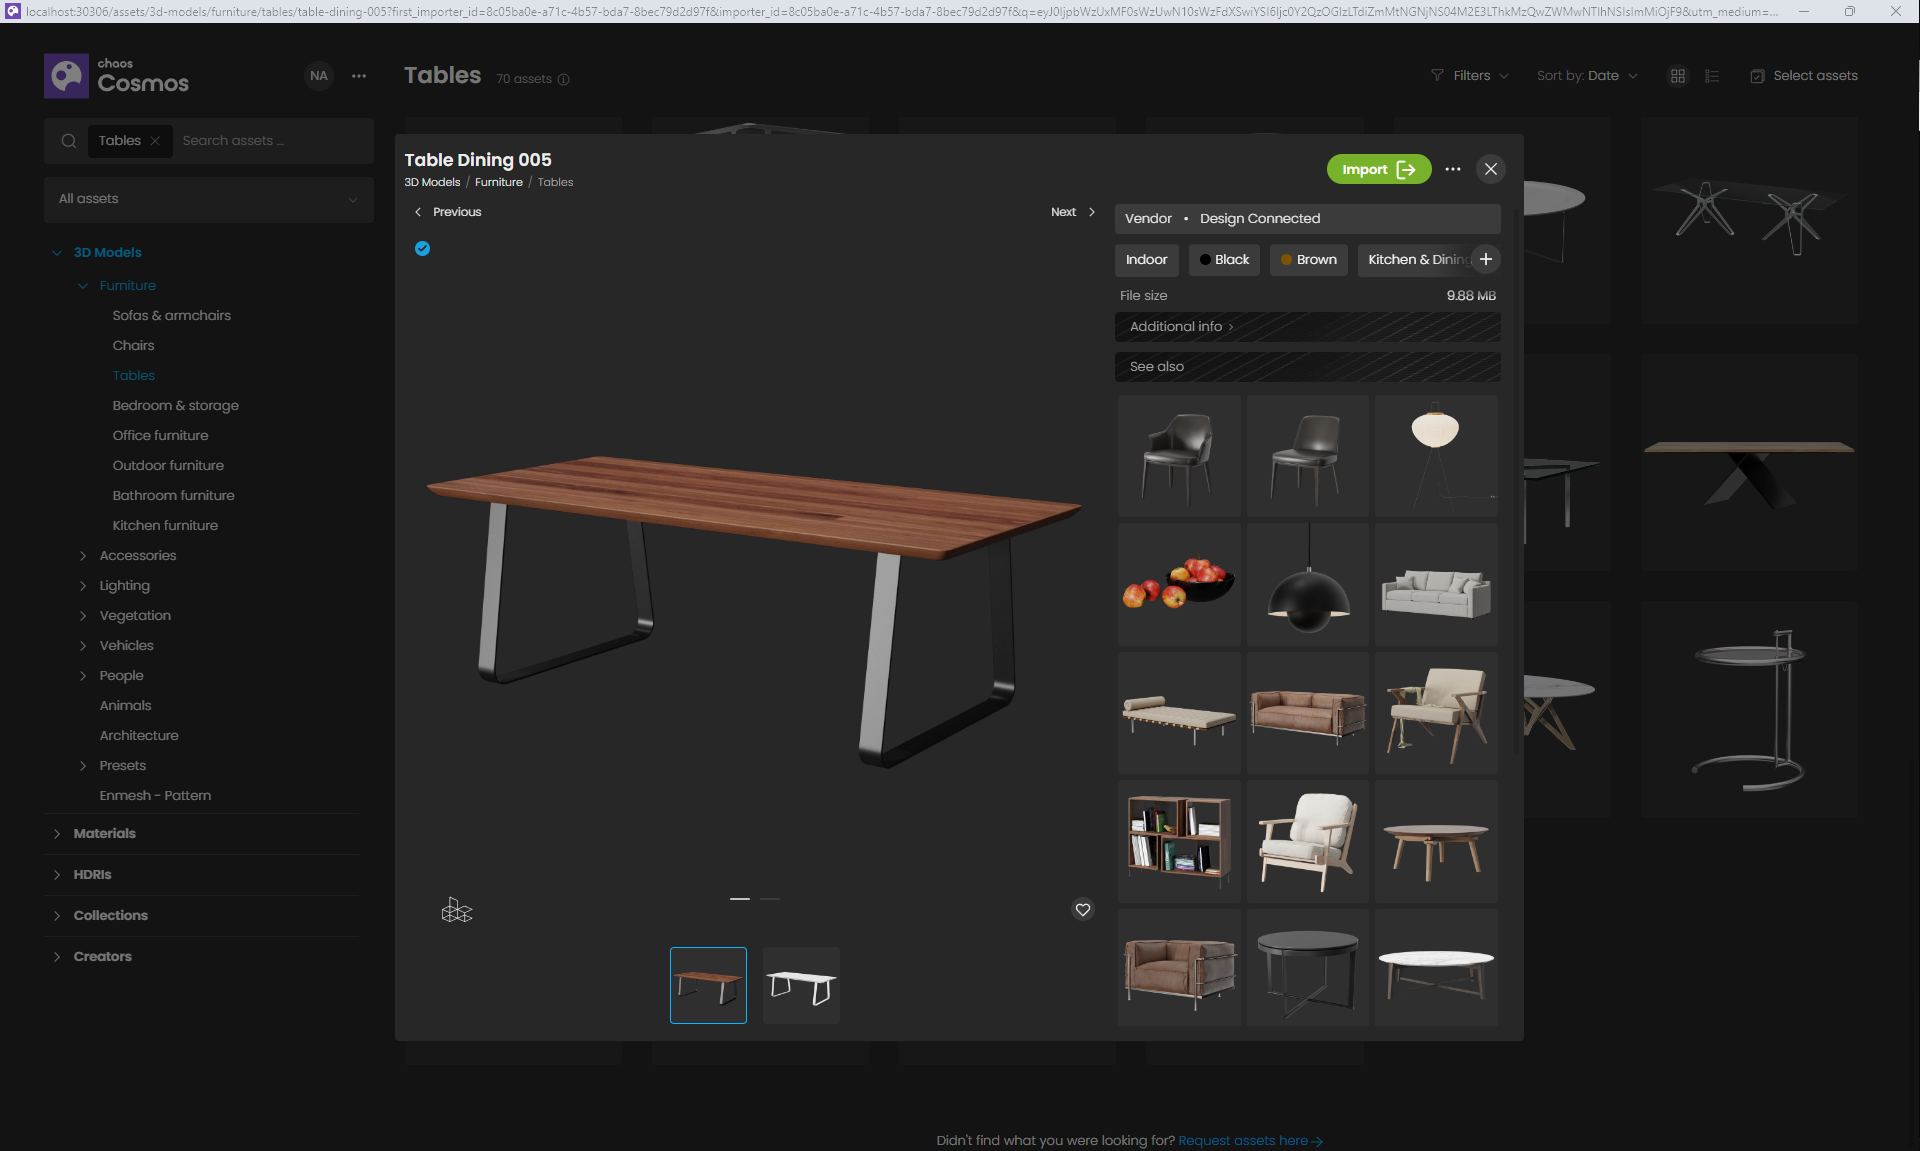 localhost:30306/assets/3d-models/furniture/tables/table-dining-005?first_importer_id=8c05ba0e-a71c-4b57-bda7-8bec79d2d97f&importer_id=8c05ba0e-a71c-4b57-bda7-8bec79d2d97f&q=
chaos
Cosmos
NA
Tables 70 assets
Filters
Sort by: Date
Select assets
Tables
Search assets ...
All assets
3D Models
Furniture
Sofas & armchairs
Chairs
Tables
Bedroom & storage
Office furniture
Outdoor furniture
Bathroom furniture
Kitchen furniture
Accessories
Lighting
Vegetation
Vehicles
People
Animals
Architecture
Presets
Enmesh - Pattern
Materials
HDRIs
Collections
Creators
Table Dining 005
3D Models / Furniture / Tables
Import
Previous
Next
Vendor • Design Connected
Indoor
Black
Brown
Kitchen & Dining
File size 9.88 MB
Additional info
See also
Didn't find what you were looking for? Request assets here